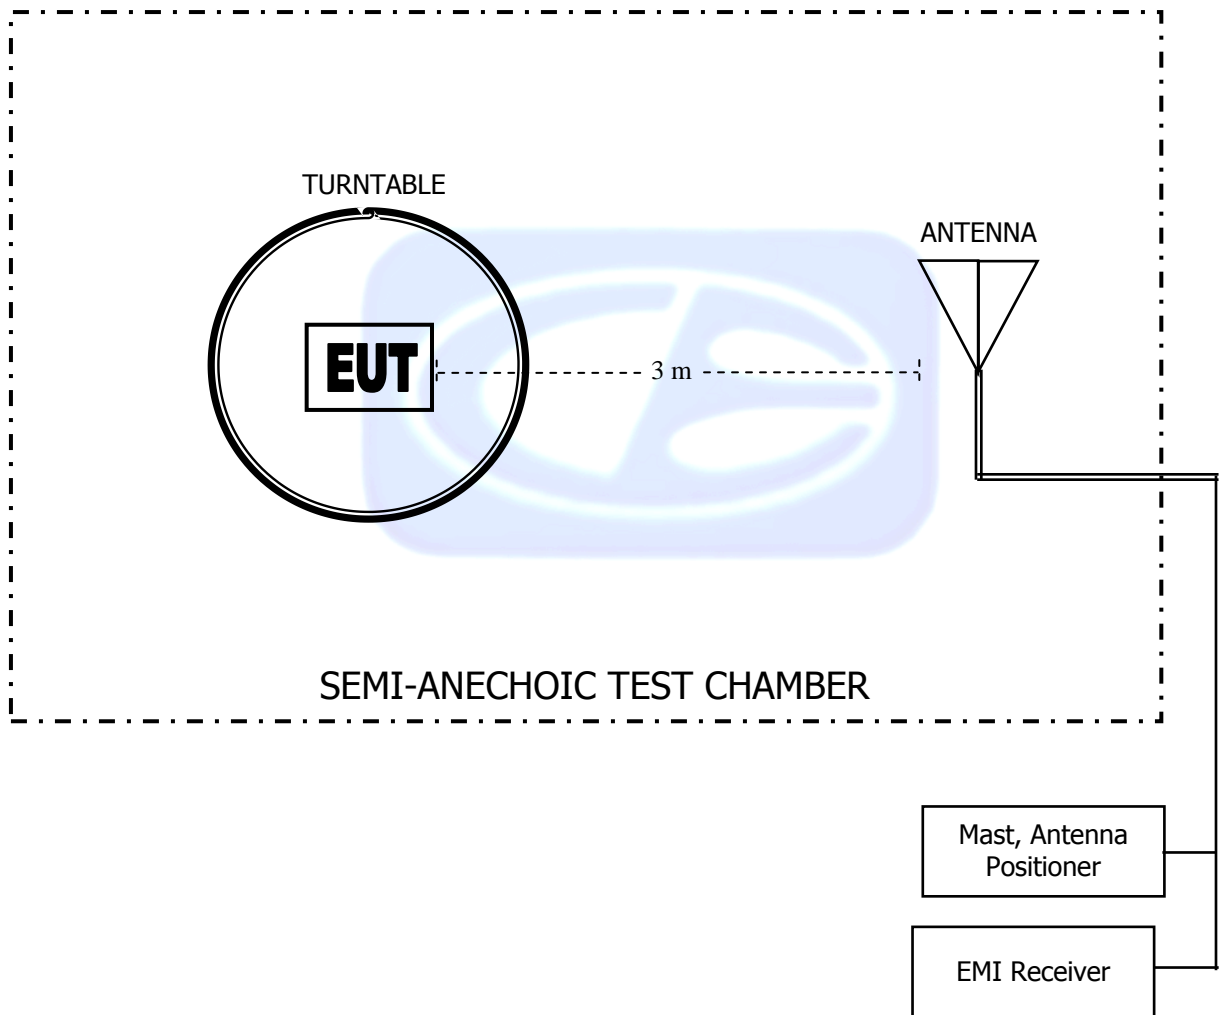 TURNTABLE
ANTENNA
EUT
3 m
SEMI-ANECHOIC TEST CHAMBER
Mast, Antenna
Positioner
EMI Receiver